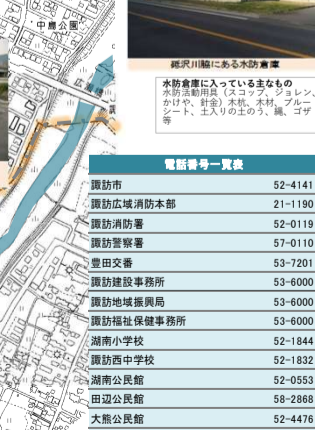 中島公園
広瀬橋
砥沢川脇にある水防倉庫
水防倉庫に入っている主なもの
水防活動用具（スコップ、ジョレン、
かけや、針金）木杭、木材、ブルー
シート、土入りの土のう、縄、ゴザ
等
電話番号一覧表
諏訪市 52-4141
諏訪広域消防本部 21-1190
諏訪消防署 52-0119
諏訪警察署 57-0110
豊田交番 53-7201
諏訪建設事務所 53-6000
諏訪地域振興局 53-6000
諏訪福祉保健事務所 53-6000
湖南小学校 52-1844
諏訪西中学校 52-1832
湖南公民館 52-0553
田辺公民館 58-2868
大熊公民館 52-4476